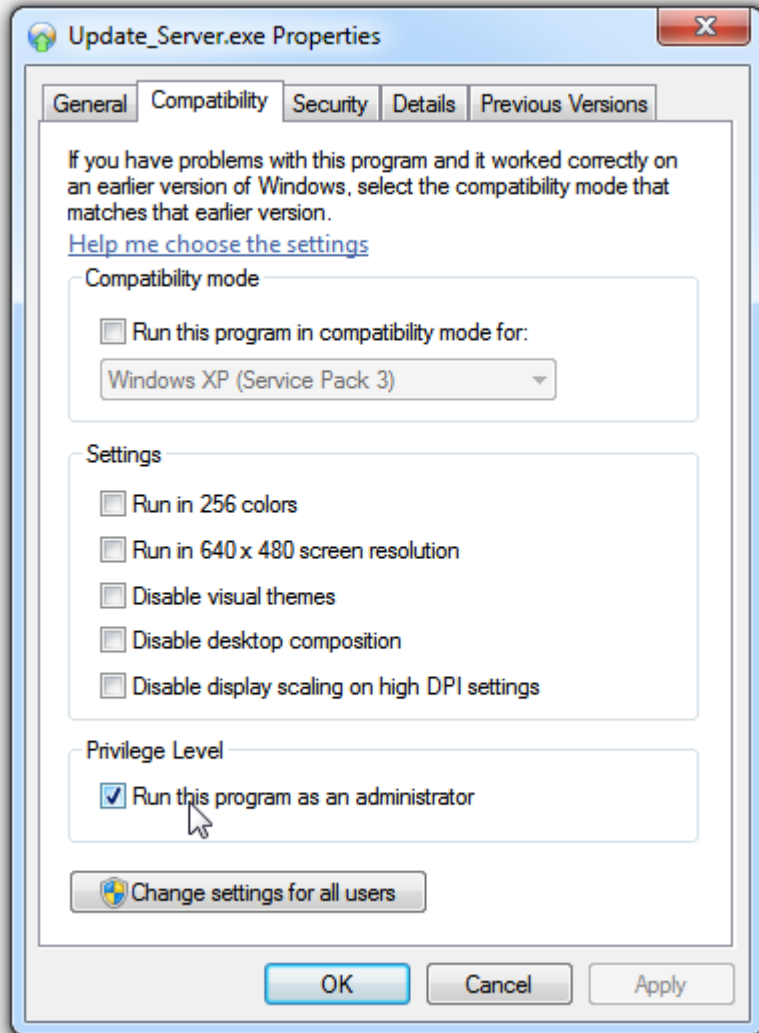 Update_Server.exe Properties
General Compatibility Security Details Previous Versions
If you have problems with this program and it worked correctly on
an earlier version of Windows, select the compatibility mode that
matches that earlier version.
Help me choose the settings
Compatibility mode
Run this program in compatibility mode for:
Windows XP (Service Pack 3)
Settings
Run in 256 colors
Run in 640 x 480 screen resolution
Disable visual themes
Disable desktop composition
Disable display scaling on high DPI settings
Privilege Level
Run this program as an administrator
Change settings for all users
OK Cancel Apply